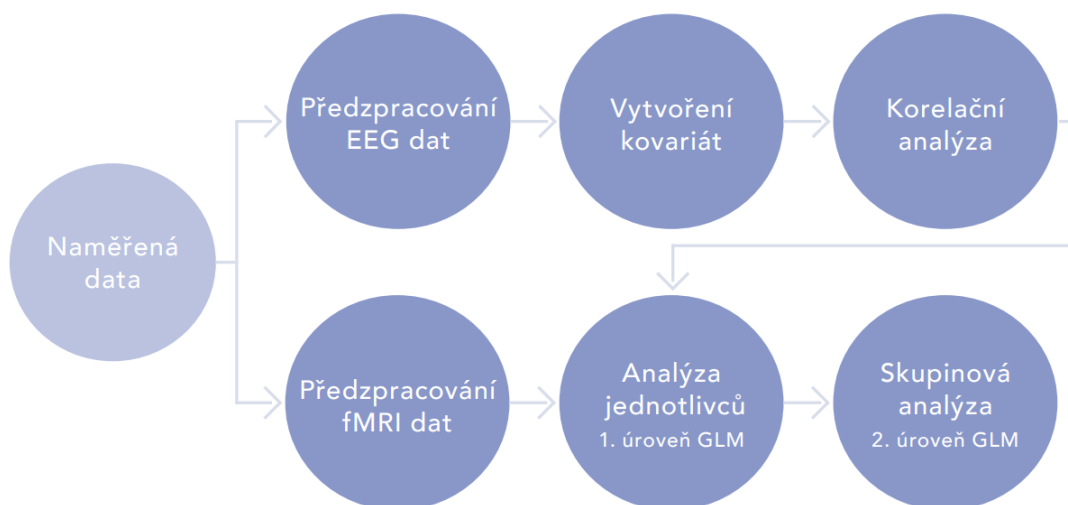 Předzpracování
EEG dat
Vytvoření
kovariát
Korelační
analýza
Naměřená
data
Předzpracování
fMRI dat
Analýza
jednotlivců
1. úroveň GLM
Skupinová
analýza
2. úroveň GLM